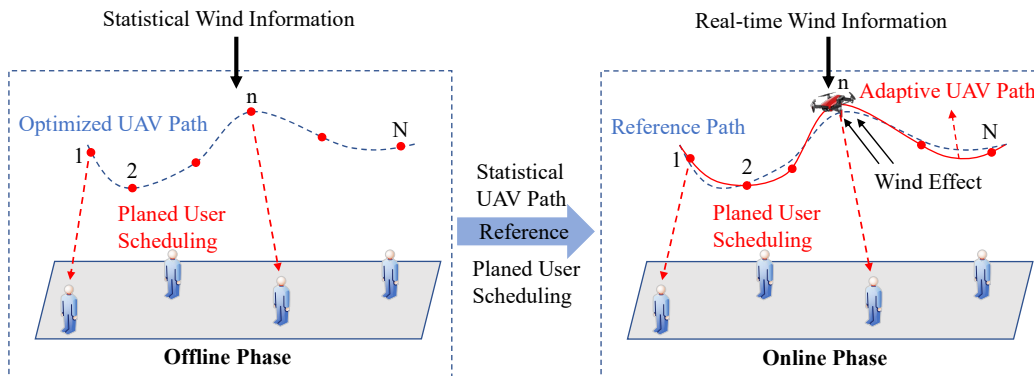 Statistical Wind Information
Optimized UAV Path
n
N
1
2
Planed User
Scheduling
Offline Phase
Statistical
UAV Path
Reference
Planed User
Scheduling
Real-time Wind Information
n
Adaptive UAV Path
Reference Path
N
1
2
Wind Effect
Planed User
Scheduling
Online Phase